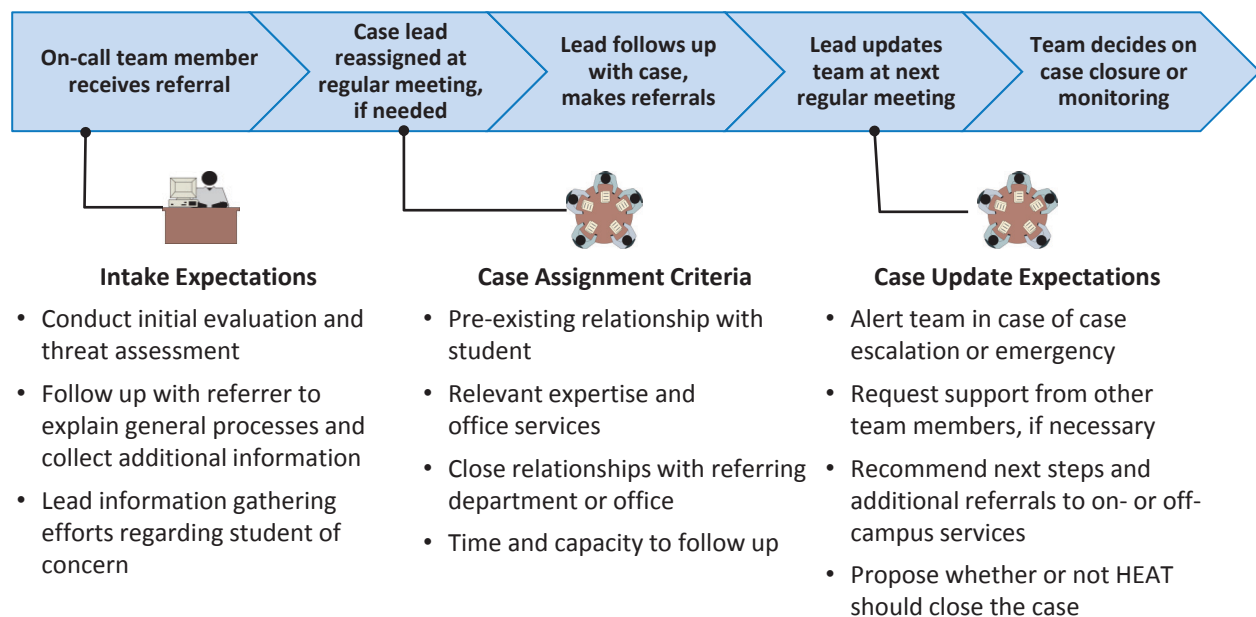 On-call team member
receives referral
Case lead
reassigned at
regular meeting,
if needed
Lead follows up
with case,
makes referrals
Lead updates
team at next
regular meeting
Team decides on
case closure or
monitoring
Intake Expectations
• Conduct initial evaluation and
threat assessment
• Follow up with referrer to
explain general processes and
collect additional information
• Lead information gathering
efforts regarding student of
concern
Case Assignment Criteria
• Pre-existing relationship with
student
• Relevant expertise and
office services
• Close relationships with referring
department or office
• Time and capacity to follow up
Case Update Expectations
• Alert team in case of case
escalation or emergency
• Request support from other
team members, if necessary
• Recommend next steps and
additional referrals to on- or off-
campus services
• Propose whether or not HEAT
should close the case